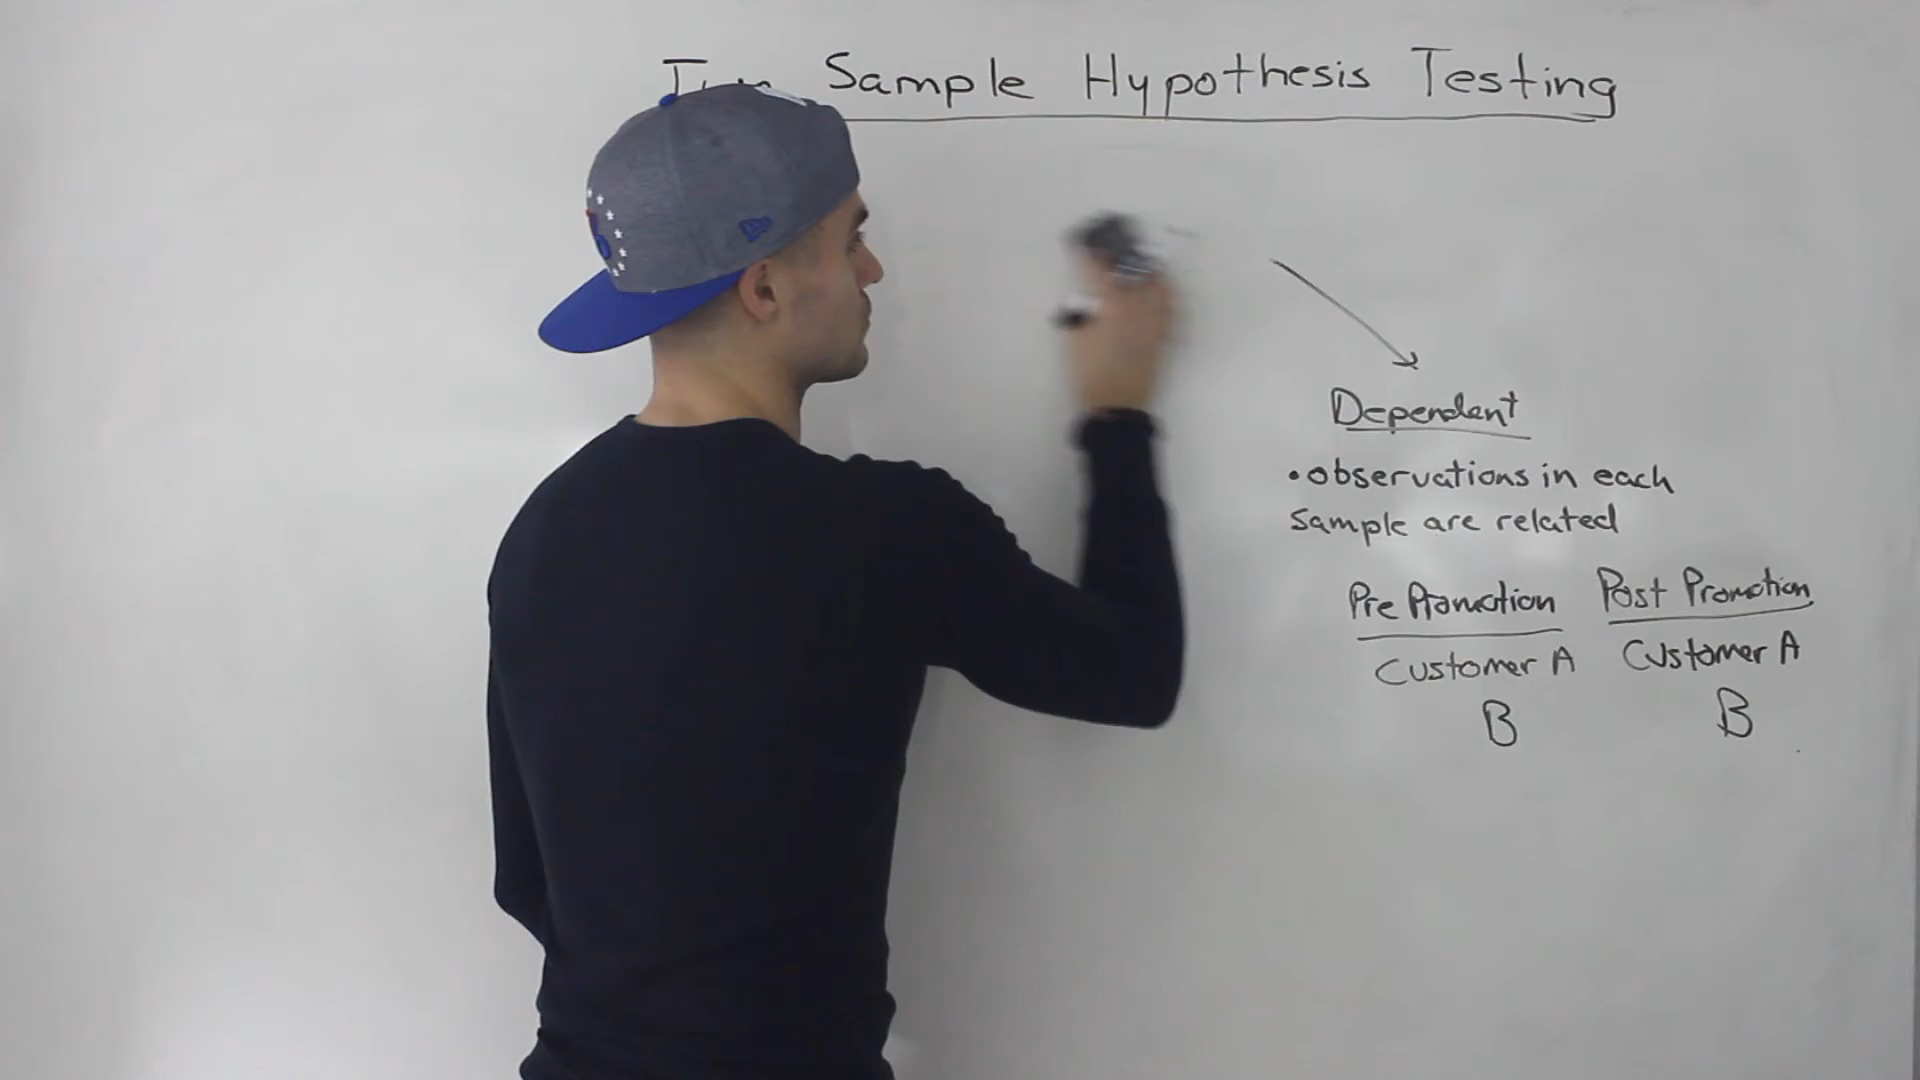 Sample Hypothesis Testing
Dependent
• observations in each
sample are related
Pre Promotion Post Promotion
Customer A Customer A
B B